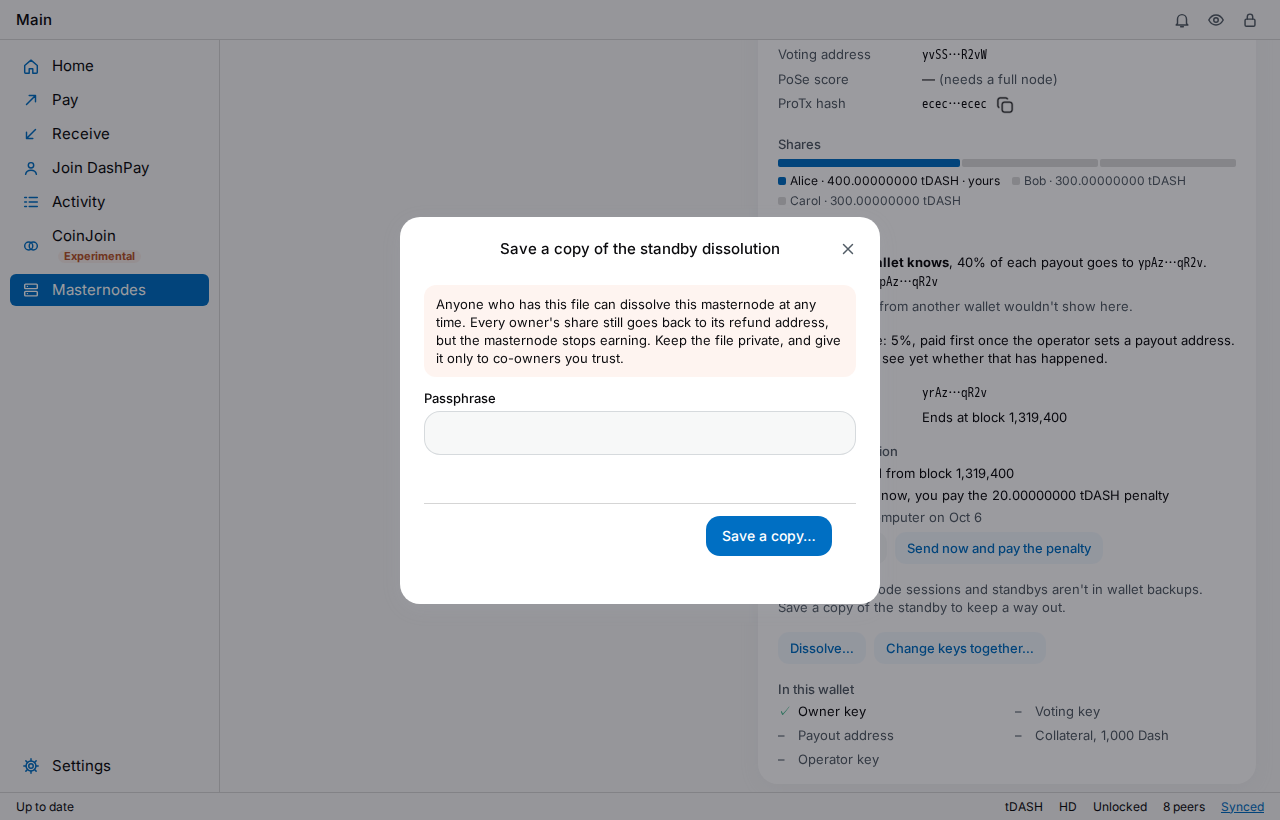 Main
Home
Pay
Receive
Join DashPay
Activity
CoinJoin
Experimental
Masternodes
Settings
Voting address yvSS···R2vW
PoSe score — (needs a full node)
ProTx hash ecec···ecec
Shares
Alice · 400.00000000 tDASH · yours Bob · 300.00000000 tDASH
Carol · 300.00000000 tDASH
knows, 40% of each payout goes to ypAz···qR2v.
pAz···qR2v
from another wallet wouldn't show here.
5%, paid first once the operator sets a payout address.
see yet whether that has happened.
yrAz···qR2v
Ends at block 1,319,400
from block 1,319,400
now, you pay the 20.00000000 tDASH penalty
on Oct 6
Send now and pay the penalty
sessions and standbys aren't in wallet backups.
Save a copy of the standby to keep a way out.
Dissolve...
Change keys together...
In this wallet
✓ Owner key
– Voting key
– Payout address
– Collateral, 1,000 Dash
– Operator key
Save a copy of the standby dissolution
Anyone who has this file can dissolve this masternode at any
time. Every owner's share still goes back to its refund address,
but the masternode stops earning. Keep the file private, and give
it only to co-owners you trust.
Passphrase
Save a copy...
Up to date
tDASH HD Unlocked 8 peers Synced